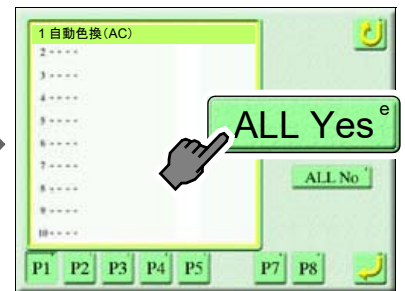 1 自動色換(AC)
2 ----
3 ----
4 ----
5 ----
6 ----
7 ----
8 ----
9 ----
10 ----
ALL Yes e
ALL No
P1 P2 P3 P4 P5 P7 P8